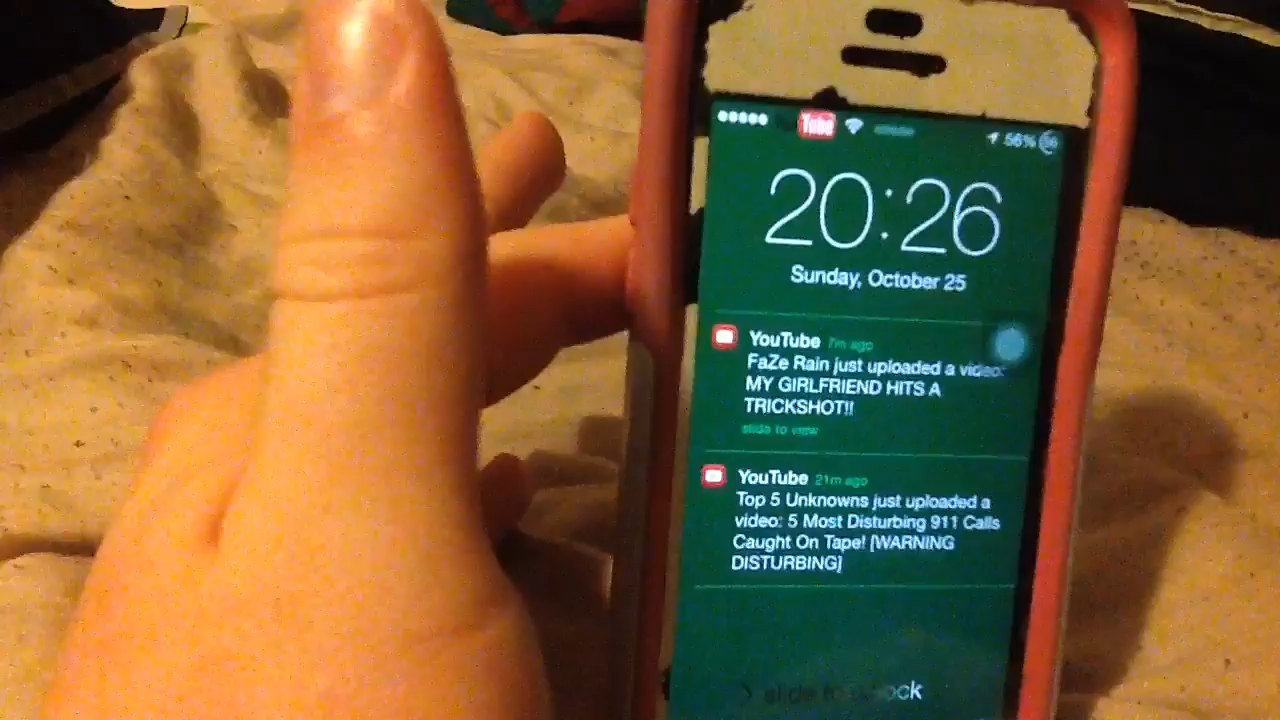 Tube
56%
20:26
Sunday, October 25
YouTube 7m ago
FaZe Rain just uploaded a video:
MY GIRLFRIEND HITS A
TRICKSHOT!!
slide to view
YouTube 21m ago
Top 5 Unknowns just uploaded a
video: 5 Most Disturbing 911 Calls
Caught On Tape! [WARNING
DISTURBING]
slide to unlock